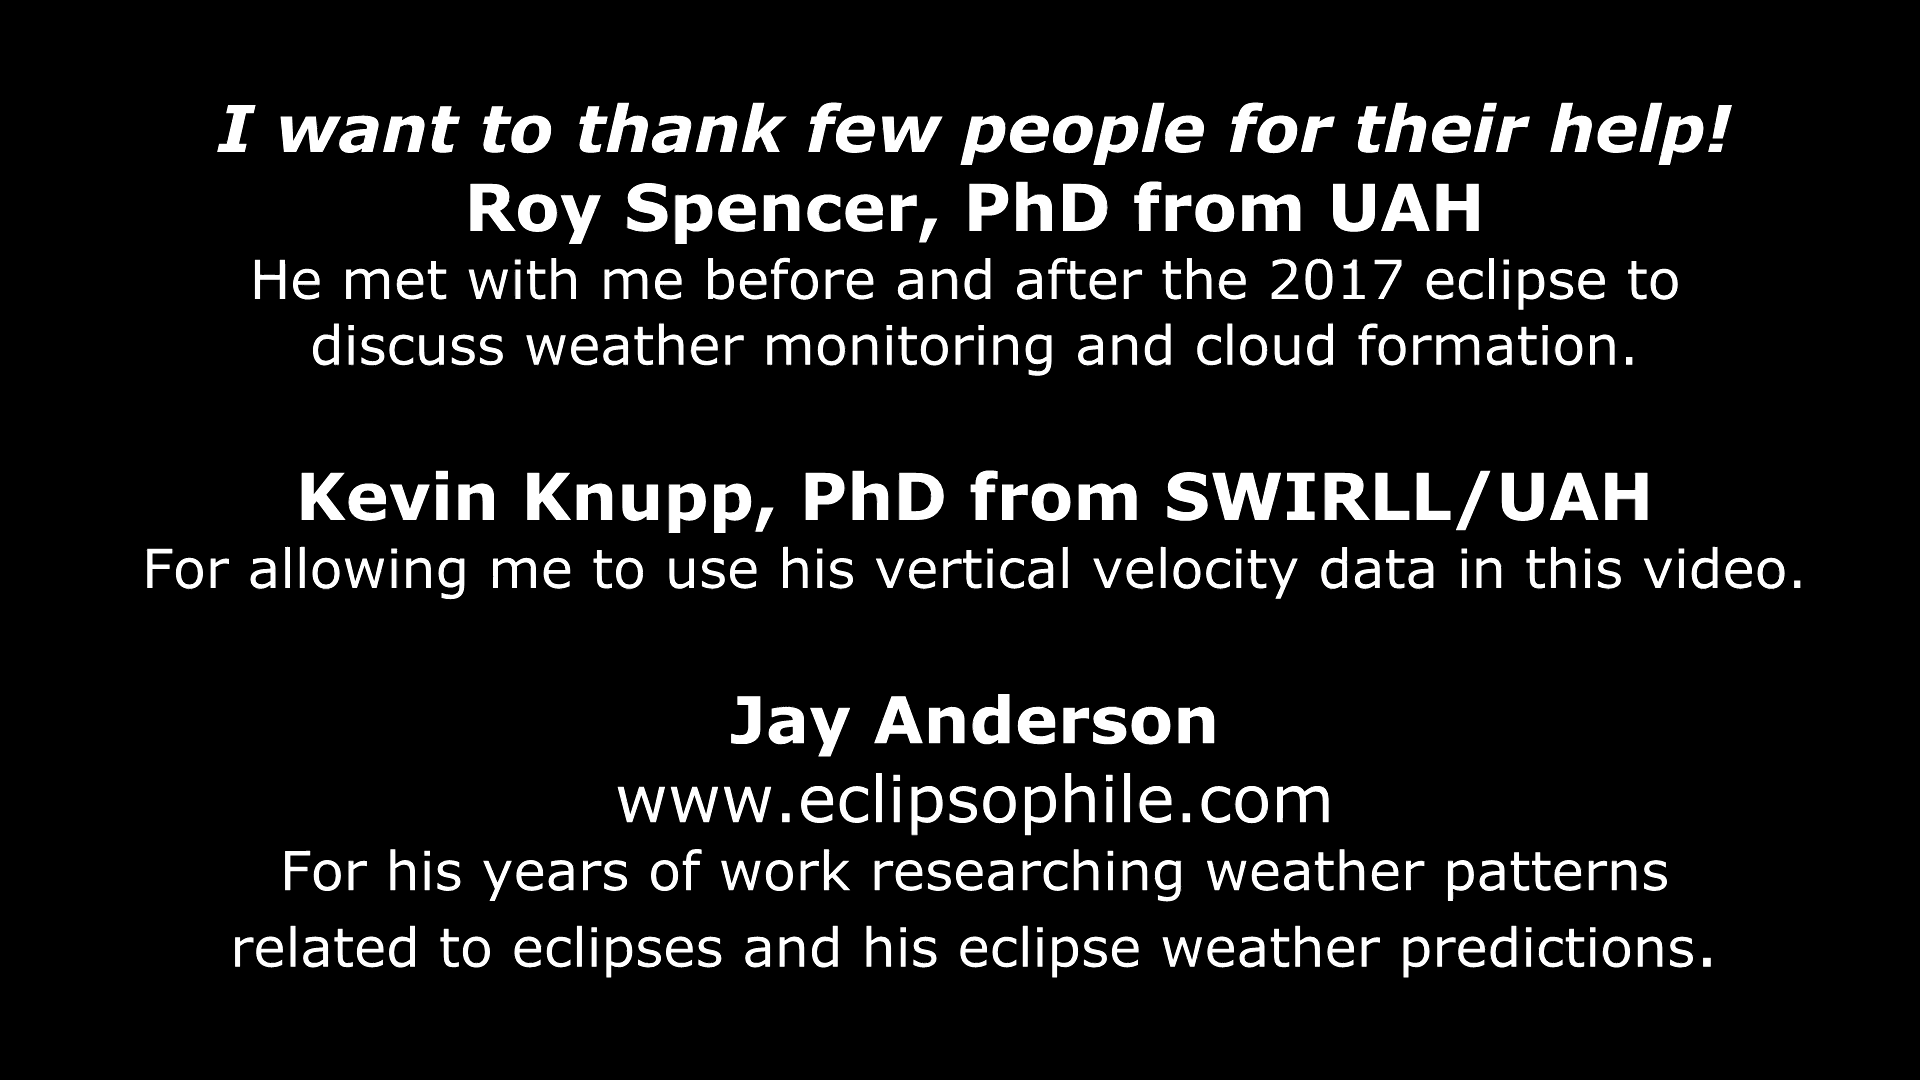 I want to thank few people for their help!
Roy Spencer, PhD from UAH
He met with me before and after the 2017 eclipse to
discuss weather monitoring and cloud formation.
Kevin Knupp, PhD from SWIRLL/UAH
For allowing me to use his vertical velocity data in this video.
Jay Anderson
www.eclipsophile.com
For his years of work researching weather patterns
related to eclipses and his eclipse weather predictions.